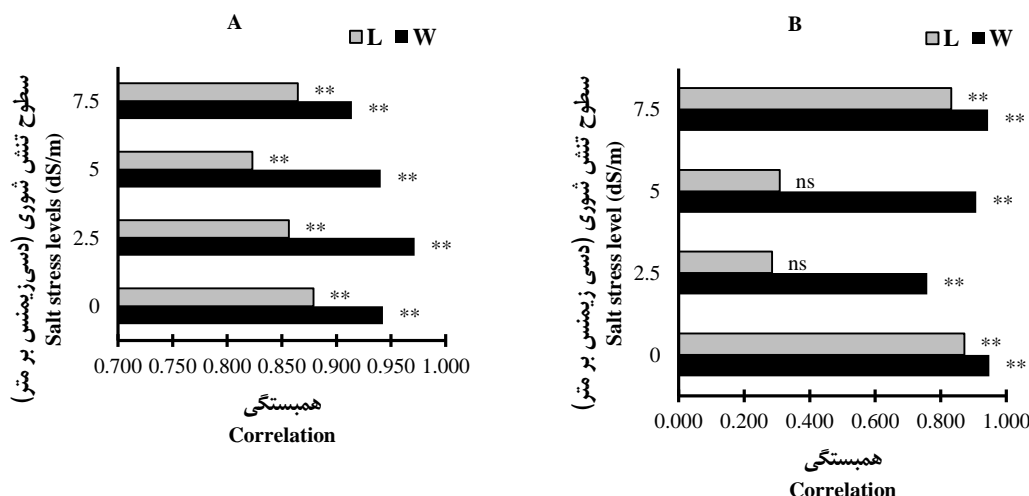 A
L W
سطوح تنش شوری (دسی‌زیمنس بر متر)
Salt stress levels (dS/m)
7.5 ** **
5 ** **
2.5 ** **
0 ** **
0.700 0.750 0.800 0.850 0.900 0.950 1.000
همبستگی
Correlation
B
L W
سطوح تنش شوری (دسی زیمنس بر متر)
Salt stress level (dS/m)
7.5 ** **
5 ns **
2.5 ns **
0 ** **
0.000 0.200 0.400 0.600 0.800 1.000
همبستگی
Correlation